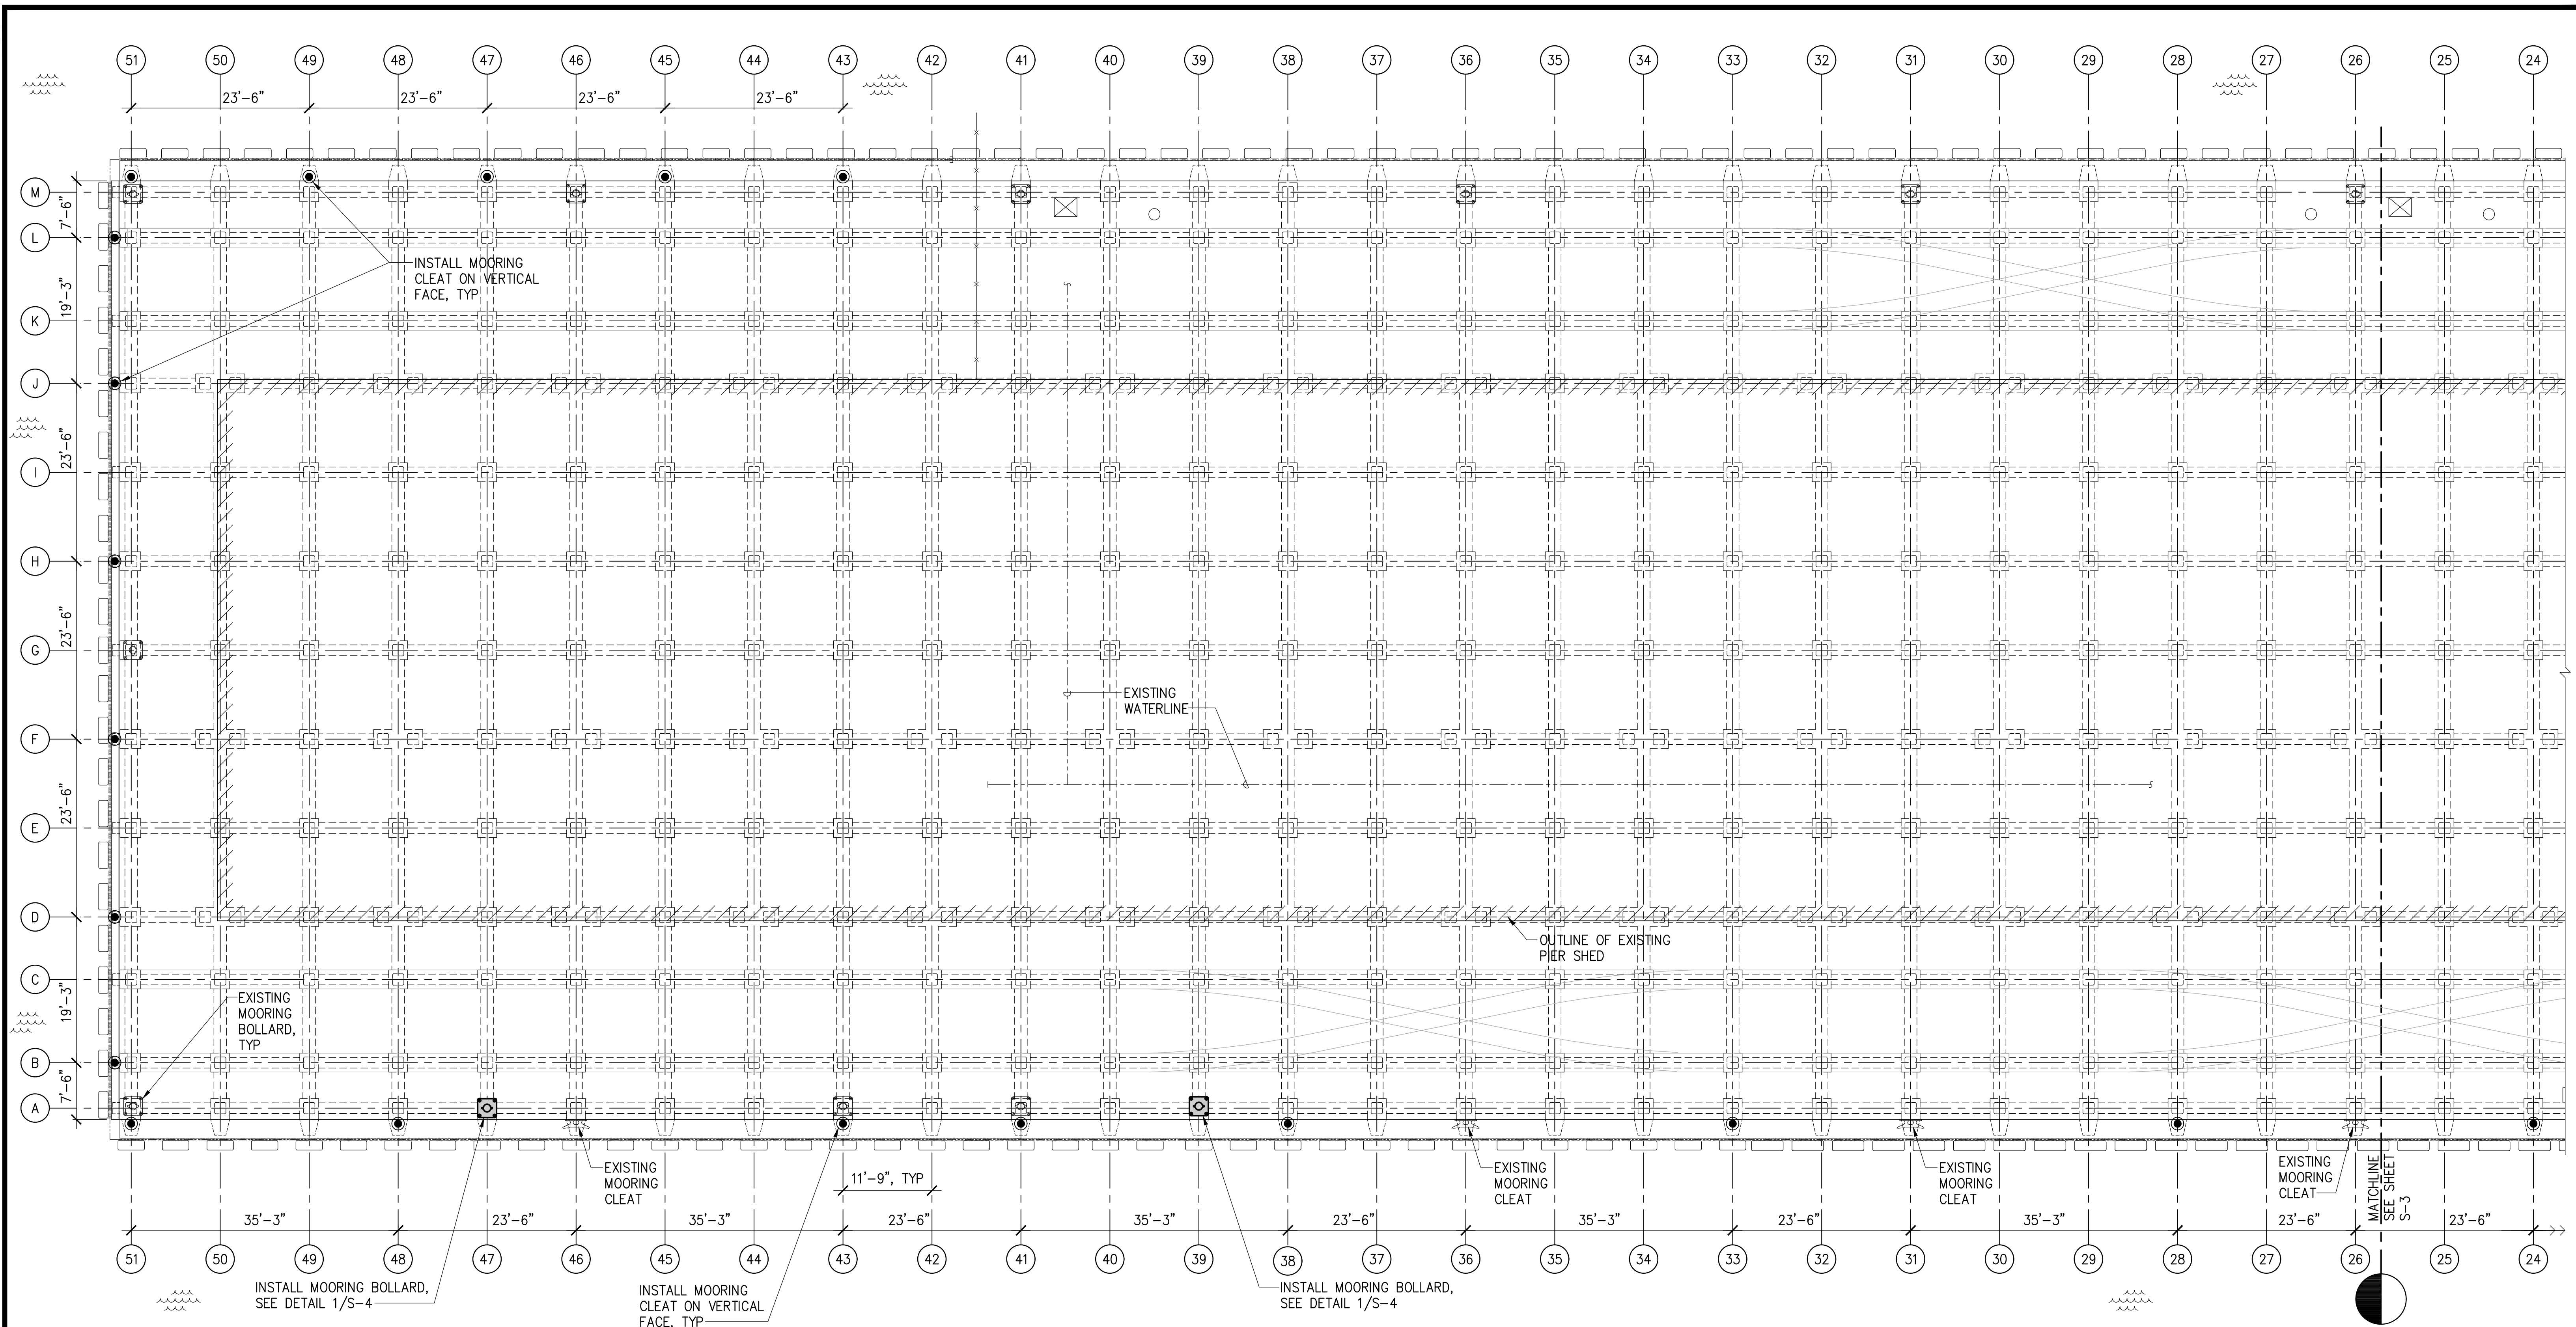 51 50 49 48 47 46 45 44 43 42 41 40 39 38 37 36 35 34 33 32 31 30 29 28 27 26 25 24
23'-6" 23'-6" 23'-6" 23'-6"
M
7'-6"
L
INSTALL MOORING
CLEAT ON VERTICAL
FACE, TYP
19'-3"
K
J
23'-6"
I
H
23'-6"
G
EXISTING
WATERLINE
F
23'-6"
E
D
OUTLINE OF EXISTING
PIER SHED
C
19'-3"
EXISTING
MOORING
BOLLARD,
TYP
B
7'-6"
A
EXISTING
MOORING
CLEAT
11'-9", TYP
EXISTING
MOORING
CLEAT
EXISTING
MOORING
CLEAT
EXISTING
MOORING
CLEAT
MATCHLINE
SEE SHEET
S-3
35'-3" 23'-6" 35'-3" 23'-6" 35'-3" 23'-6" 35'-3" 23'-6" 35'-3" 23'-6" 23'-6"
51 50 49 48 47 46 45 44 43 42 41 40 39 38 37 36 35 34 33 32 31 30 29 28 27 26 25 24
INSTALL MOORING BOLLARD,
SEE DETAIL 1/S-4
INSTALL MOORING
CLEAT ON VERTICAL
FACE, TYP
INSTALL MOORING BOLLARD,
SEE DETAIL 1/S-4